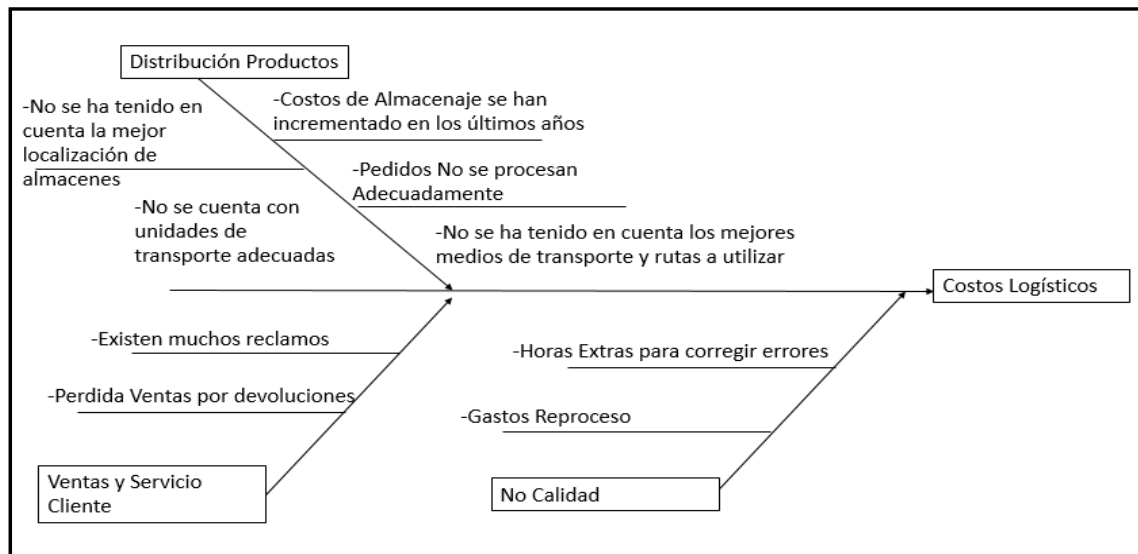 Distribución Productos
-No se ha tenido en
cuenta la mejor
localización de
almacenes
-Costos de Almacenaje se han
incrementado en los últimos años
-Pedidos No se procesan
Adecuadamente
-No se cuenta con
unidades de
transporte adecuadas
-No se ha tenido en cuenta los mejores
medios de transporte y rutas a utilizar
Costos Logísticos
-Existen muchos reclamos
-Perdida Ventas por devoluciones
Ventas y Servicio
Cliente
-Horas Extras para corregir errores
-Gastos Reproceso
No Calidad